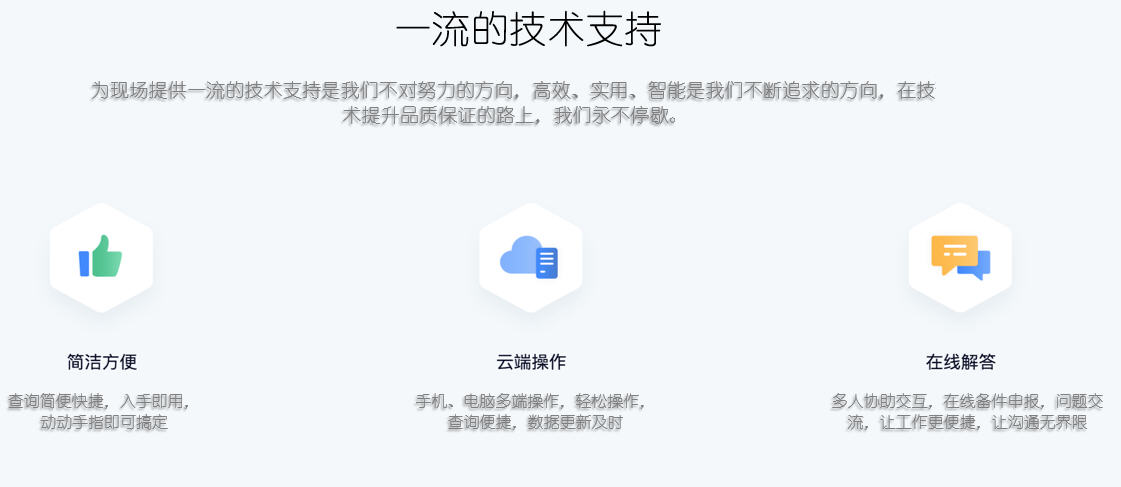 一流的技术支持
为现场提供一流的技术支持是我们不对努力的方向，高效、实用、智能是我们不断追求的方向，在技
术提升品质保证的路上，我们永不停歇。
简洁方便
云端操作
在线解答
查询简便快捷，入手即用，
动动手指即可搞定
手机、电脑多端操作，轻松操作，
查询便捷，数据更新及时
多人协助交互，在线备件申报，问题交
流，让工作更便捷，让沟通无界限